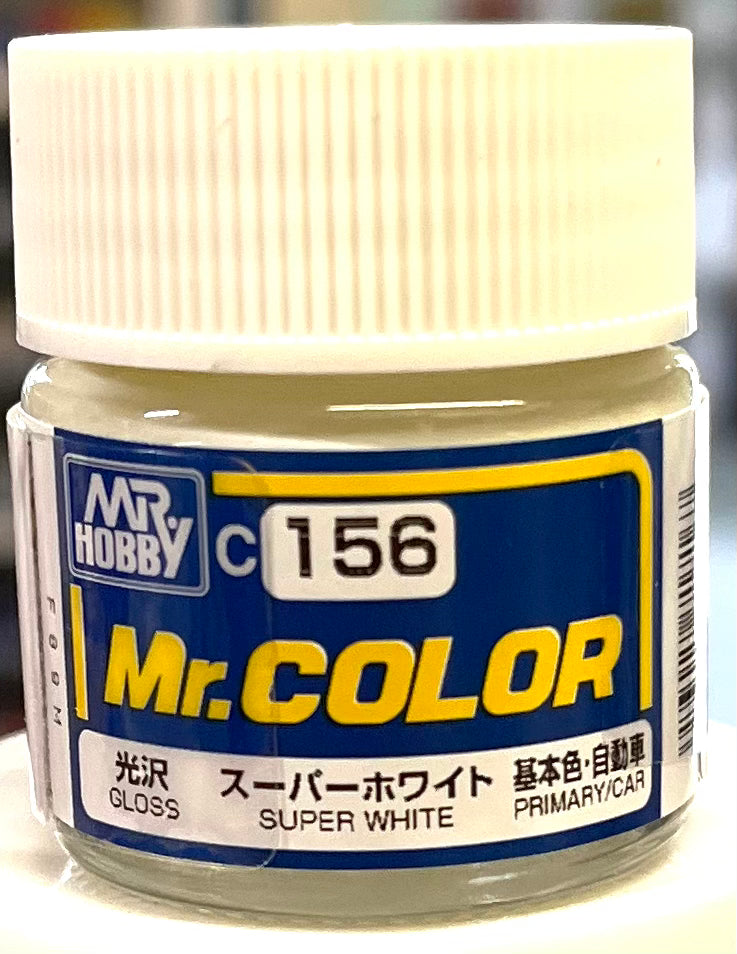 MR.
HOBBY
C 156
Mr.COLOR
光沢 スーパーホワイト 基本色・自動車
GLOSS SUPER WHITE PRIMARY/CAR